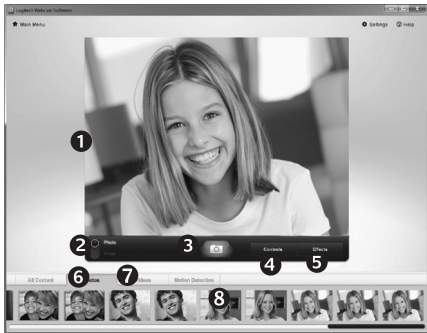 Logitech Webcam Software
Main Menu
Settings
Help
1
2
Photo
Video
3
Controls
Effects
4
5
All Content
6
7
Videos
Motion Detection
8